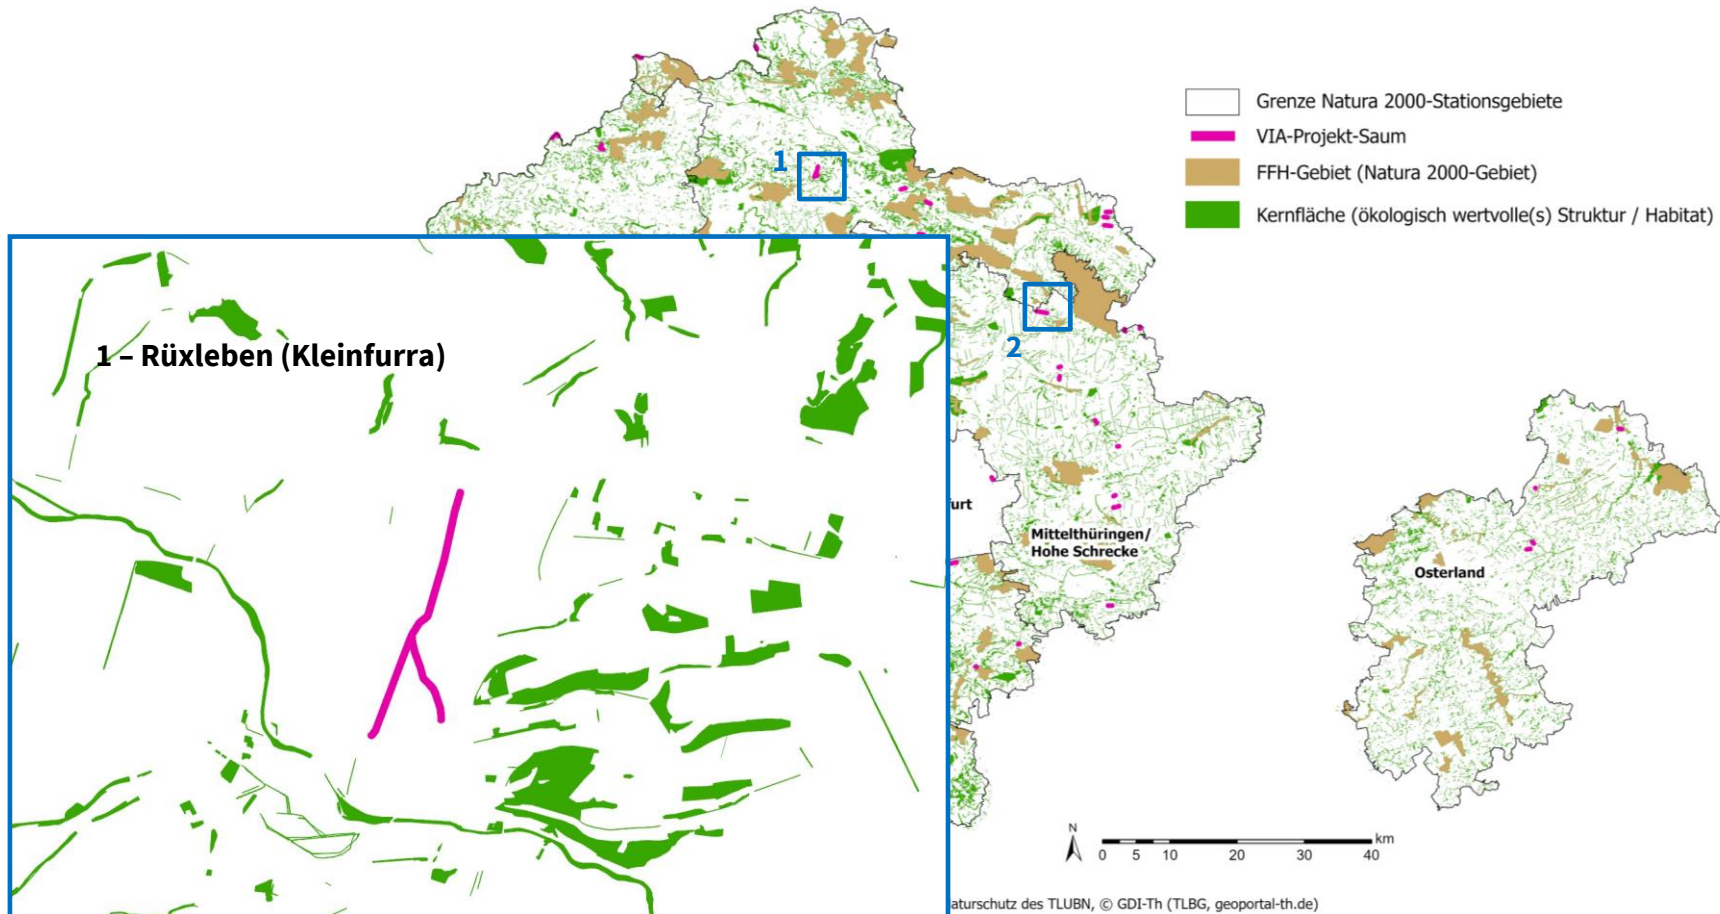 Grenze Natura 2000-Stationsgebiete
VIA-Projekt-Saum
FFH-Gebiet (Natura 2000-Gebiet)
Kernfläche (ökologisch wertvolle(s) Struktur / Habitat)
1
2
1 – Rüxleben (Kleinfurra)
urt
Mittelthüringen/
Hohe Schrecke
Osterland
N
km
0 5 10 20 30 40
aturschutz des TLUBN, © GDI-Th (TLBG, geoportal-th.de)